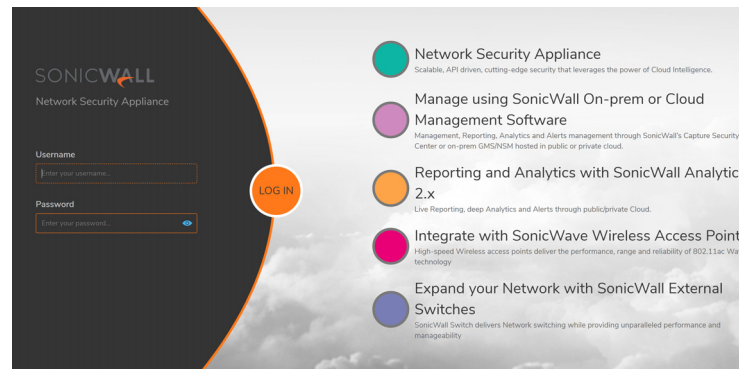 SONICWALL
Network Security Appliance
Username
Enter your username...
Password
Enter your password...
LOG IN
Network Security Appliance
Scalable, API driven, cutting-edge security that leverages the power of Cloud Intelligence.
Manage using SonicWall On-prem or Cloud
Management Software
Management, Reporting, Analytics and Alerts management through SonicWall's Capture Security
Center or on-prem GMS/NSM hosted in public or private cloud.
Reporting and Analytics with SonicWall Analytic
2.x
Live Reporting, deep Analytics and Alerts through public/private Cloud.
Integrate with SonicWave Wireless Access Point
High-speed Wireless access points deliver the performance, range and reliability of 802.11ac Wa
technology
Expand your Network with SonicWall External
Switches
SonicWall Switch delivers Network switching while providing unparalleled performance and
manageability